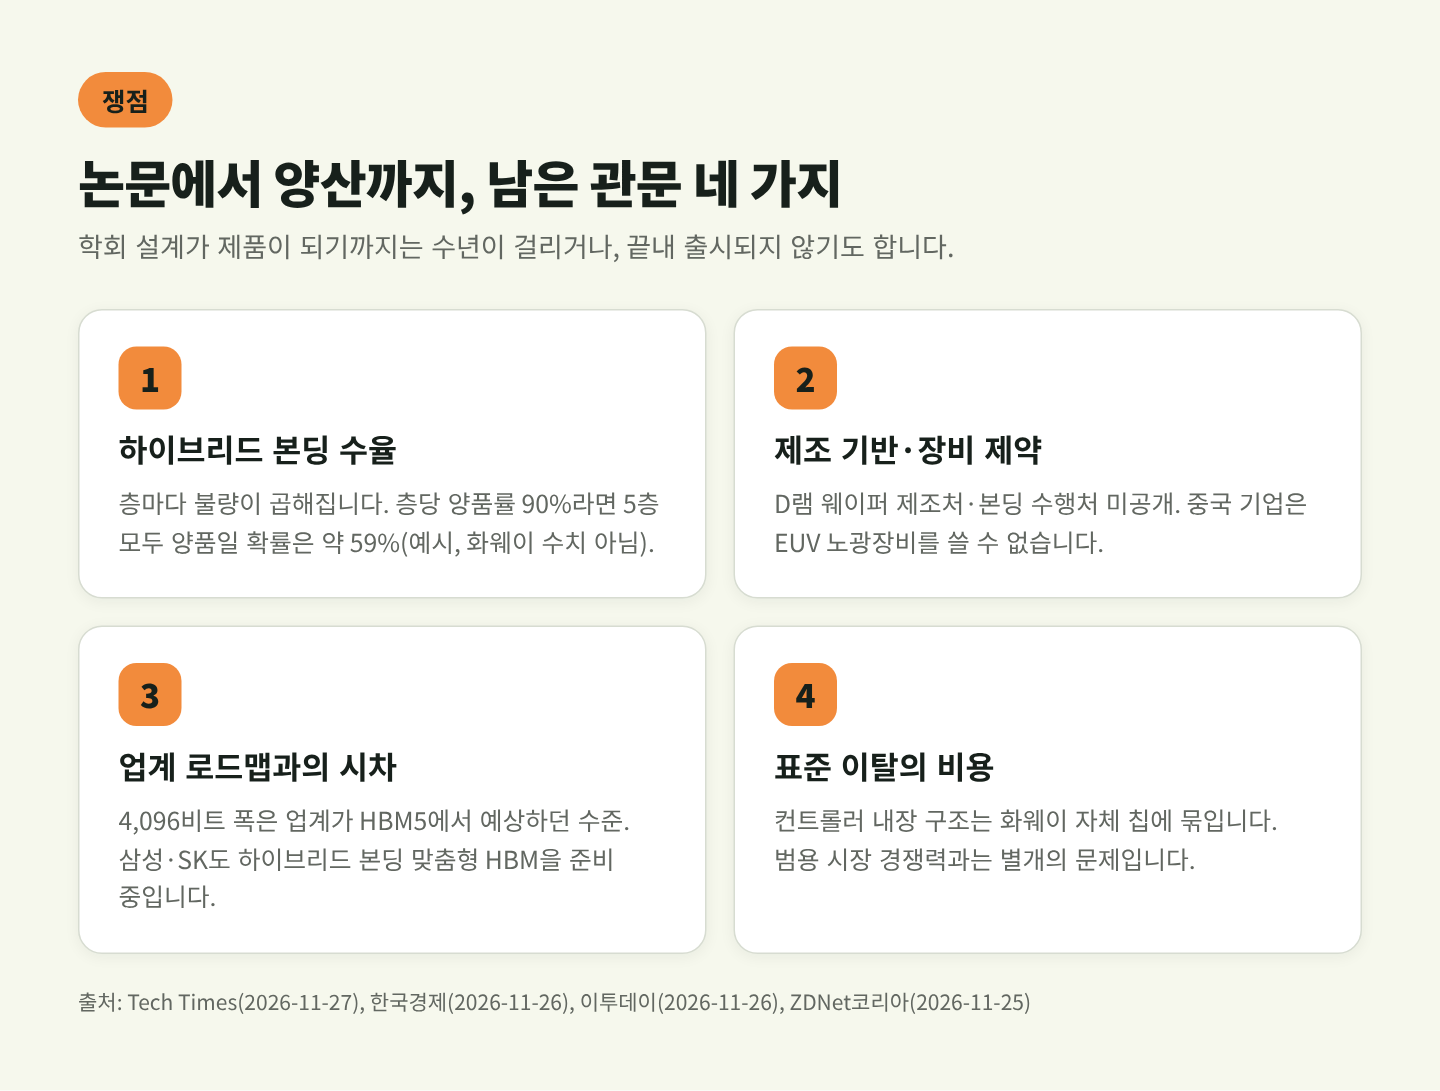 쟁점
논문에서 양산까지, 남은 관문 네 가지
학회 설계가 제품이 되기까지는 수년이 걸리거나, 끝내 출시되지 않기도 합니다.
1
하이브리드 본딩 수율
층마다 불량이 곱해집니다. 층당 양품률 90%라면 5층
모두 양품일 확률은 약 59%(예시, 화웨이 수치 아님).
2
제조 기반·장비 제약
D램 웨이퍼 제조처·본딩 수행처 미공개. 중국 기업은
EUV 노광장비를 쓸 수 없습니다.
3
업계 로드맵과의 시차
4,096비트 폭은 업계가 HBM5에서 예상하던 수준.
삼성·SK도 하이브리드 본딩 맞춤형 HBM을 준비
중입니다.
4
표준 이탈의 비용
컨트롤러 내장 구조는 화웨이 자체 칩에 묶입니다.
범용 시장 경쟁력과는 별개의 문제입니다.
출처: Tech Times(2026-11-27), 한국경제(2026-11-26), 이투데이(2026-11-26), ZDNet코리아(2026-11-25)